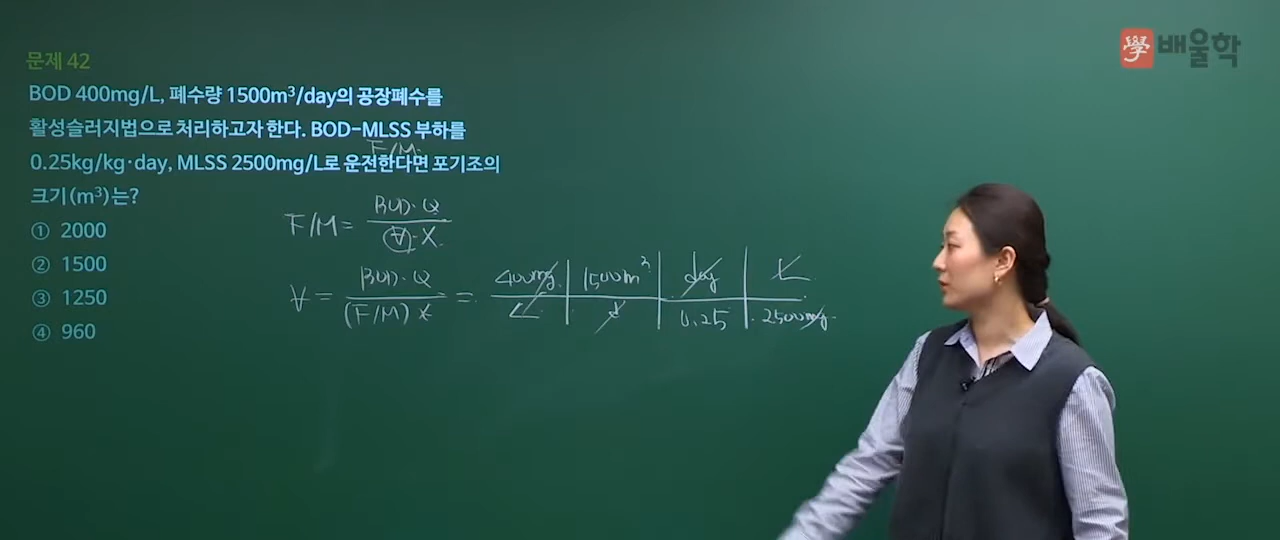 學 배울학
문제 42
BOD 400mg/L, 폐수량 1500m³/day의 공장폐수를
활성슬러지법으로 처리하고자 한다. BOD-MLSS 부하를
F/M.
0.25kg/kg·day, MLSS 2500mg/L로 운전한다면 포기조의
크기(m³)는?
① 2000
② 1500
③ 1250
④ 960
F/M = BOD·Q / ∀·X
∀ = BOD·Q / (F/M) X = 400mg / L | 1500m³ / d | day / 0.25 | L / 2500mg